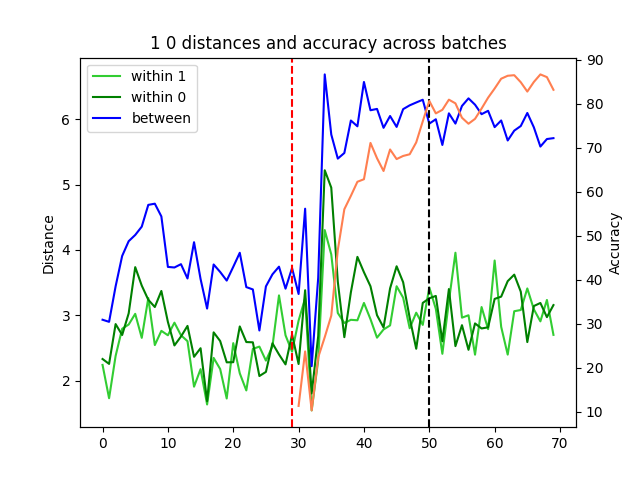 1 0 distances and accuracy across batches
within 1
within 0
between
Distance
Accuracy
6
5
4
3
2
90
80
70
60
50
40
30
20
10
0 10 20 30 40 50 60 70